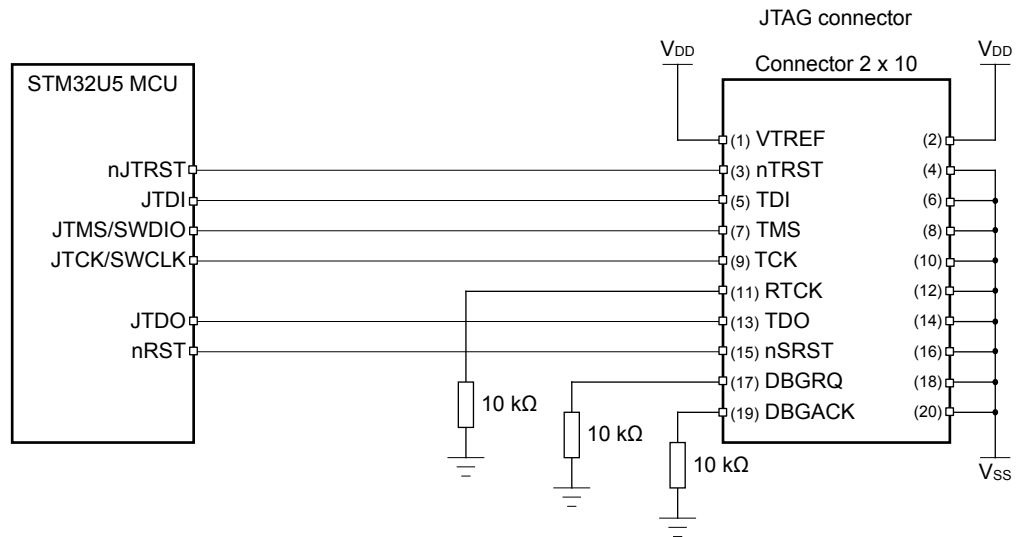 JTAG connector
VDD
VDD
Connector 2 x 10
STM32U5 MCU
(1) VTREF
(2)
nJTRST
(3) nTRST
(4)
JTDI
(5) TDI
(6)
JTMS/SWDIO
(7) TMS
(8)
JTCK/SWCLK
(9) TCK
(10)
(11) RTCK
(12)
JTDO
(13) TDO
(14)
nRST
(15) nSRST
(16)
(17) DBGRQ
(18)
(19) DBGACK
(20)
10 kΩ
10 kΩ
10 kΩ
VSS